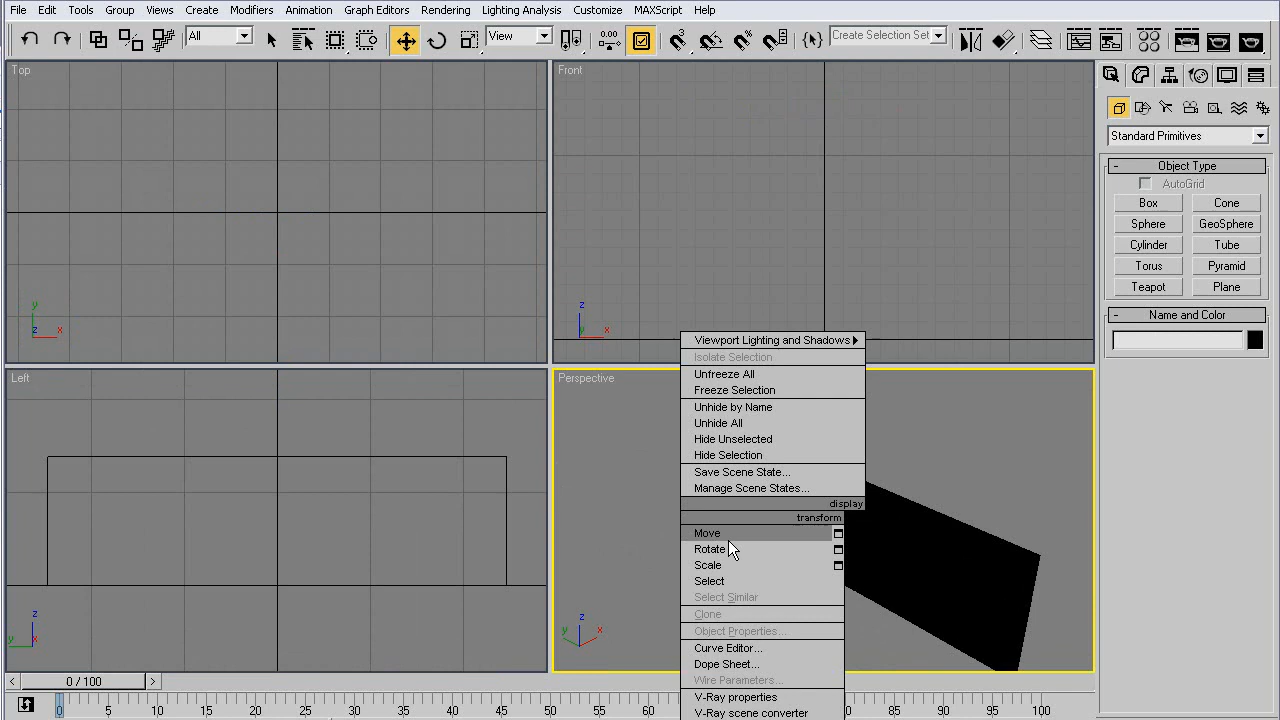 File Edit Tools Group Views Create Modifiers Animation Graph Editors Rendering Lighting Analysis Customize MAXScript Help
All View 0.00 3 % Create Selection Set
Top
Front
Standard Primitives
- Object Type
AutoGrid
Box Cone
Sphere GeoSphere
Cylinder Tube
Torus Pyramid
Teapot Plane
- Name and Color
y
z x
z
y x
Left
Perspective
z
y x
z
y x
Viewport Lighting and Shadows
Isolate Selection
Unfreeze All
Freeze Selection
Unhide by Name
Unhide All
Hide Unselected
Hide Selection
Save Scene State...
Manage Scene States...
display
transform
Move
Rotate
Scale
Select
Select Similar
Clone
Object Properties...
Curve Editor...
Dope Sheet...
Wire Parameters...
V-Ray properties
V-Ray scene converter
< 0 / 100 >
0 5 10 15 20 25 30 35 40 45 50 55 60 80 85 90 95 100